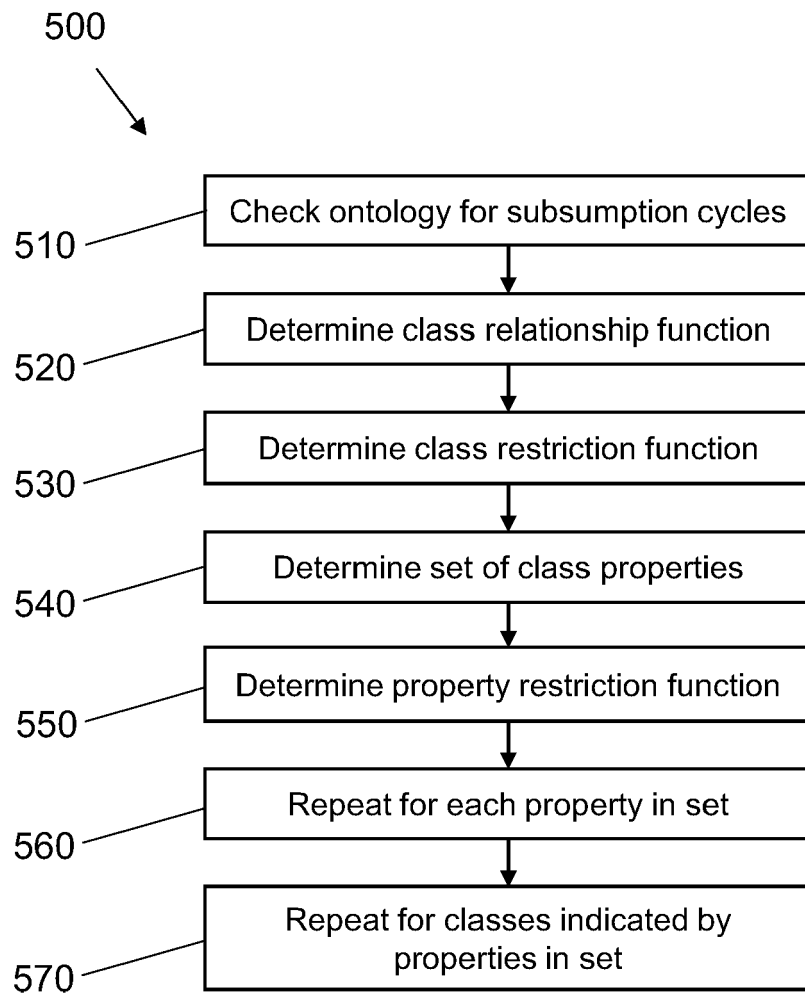 500
510
Check ontology for subsumption cycles
520
Determine class relationship function
530
Determine class restriction function
540
Determine set of class properties
550
Determine property restriction function
560
Repeat for each property in set
570
Repeat for classes indicated by
properties in set